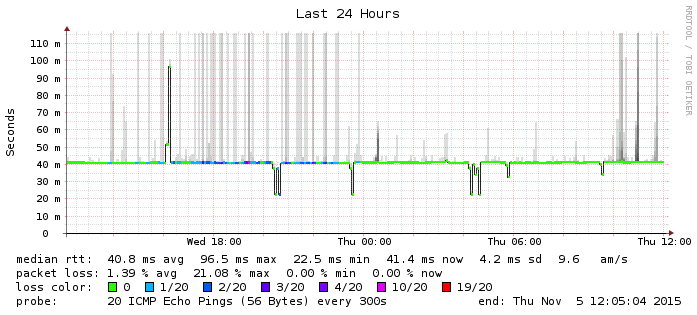 Last 24 Hours
RRDTOOL / TOBI OETIKER
Seconds
110 m
100 m
90 m
80 m
70 m
60 m
50 m
40 m
30 m
20 m
10 m
0
Wed 18:00 Thu 00:00 Thu 06:00 Thu 12:00
median rtt: 40.8 ms avg 96.5 ms max 22.5 ms min 41.4 ms now 4.2 ms sd 9.6 am/s
packet loss: 1.39 % avg 21.08 % max 0.00 % min 0.00 % now
loss color: 0 1/20 2/20 3/20 4/20 10/20 19/20
probe: 20 ICMP Echo Pings (56 Bytes) every 300s end: Thu Nov 5 12:05:04 2015